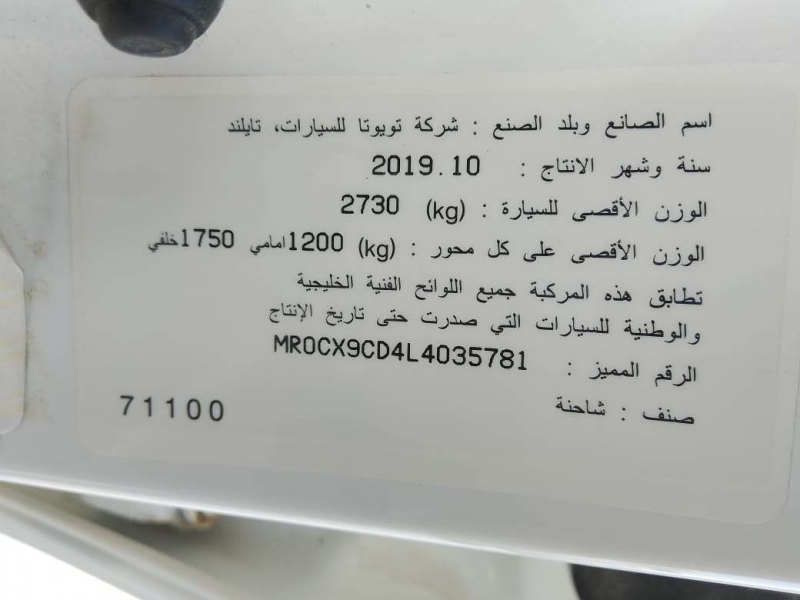 اسم الصانع وبلد الصنع : شركة تويوتا للسيارات، تايلند
سنة وشهر الانتاج : 2019.10
الوزن الأقصى للسيارة : (kg) 2730
الوزن الأقصى على كل محور : (kg) 1200امامي 1750خلفي
تطابق هذه المركبة جميع اللوائح الفنية الخليجية
والوطنية للسيارات التي صدرت حتى تاريخ الإنتاج
الرقم المميز : MR0CX9CD4L4035781
صنف : شاحنة
71100